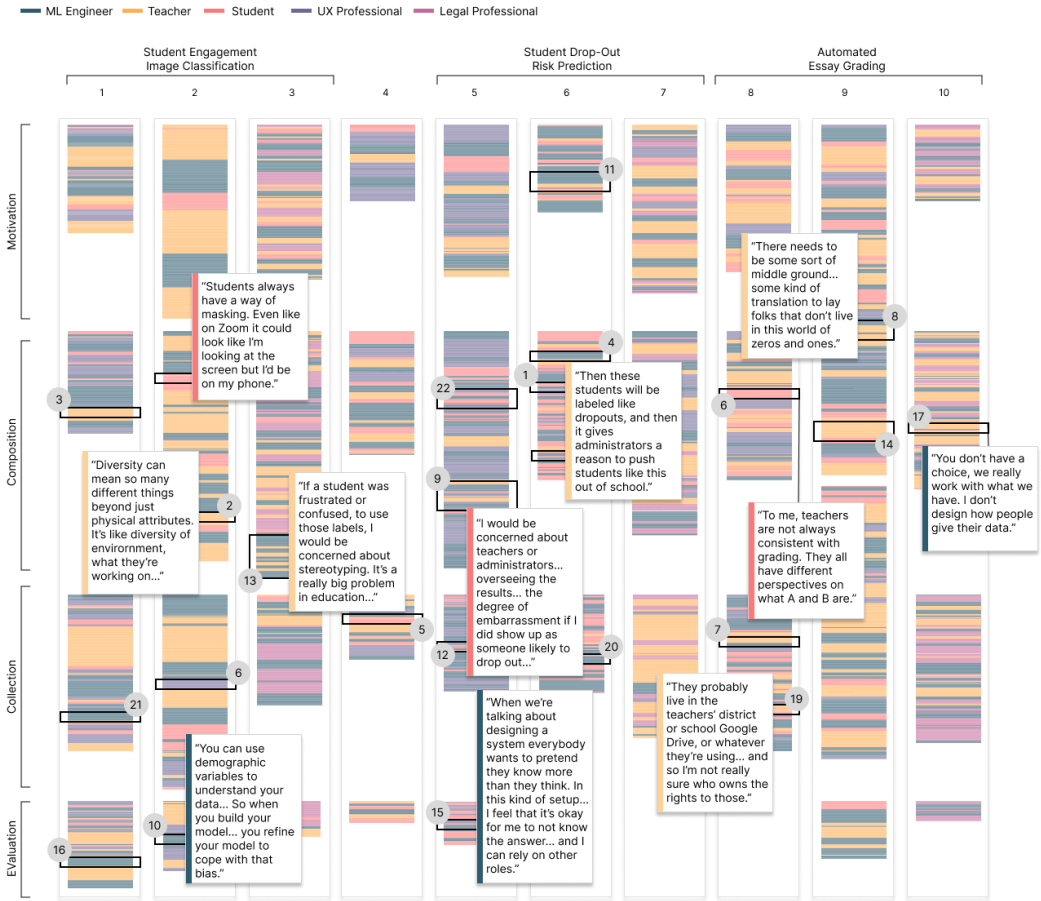 ML Engineer
Teacher
Student
UX Professional
Legal Professional
Student Engagement
Image Classification
Student Drop-Out
Risk Prediction
Automated
Essay Grading
1
2
3
4
5
6
7
8
9
10
Motivation
11
"There needs to
be some sort of
middle ground...
some kind of
translation to lay
folks that don't live
in this world of
zeros and ones."
8
"Students always
have a way of
masking. Even like
on Zoom it could
look like I'm
looking at the
screen but I'd be
on my phone."
Composition
3
22
1
4
"Then these
students will be
labeled like
dropouts, and then
it gives
administrators a
reason to push
students like this
out of school."
6
14
17
"You don't have a
choice, we really
work with what we
have. I don't
design how people
give their data."
"Diversity can
mean so many
different things
beyond just
physical attributes.
It's like diversity of
envirornment,
what they're
working on..."
2
13
"If a student was
frustrated or
confused, to use
those labels, I
would be
concerned about
stereotyping. It's a
really big problem
in education..."
9
"I would be
concerned about
teachers or
administrators...
overseeing the
results... the
degree of
embarrassment if I
did show up as
someone likely to
drop out..."
"To me, teachers
are not always
consistent with
grading. They all
have different
perspectives on
what A and B are."
Collection
5
12
20
7
6
21
19
"They probably
live in the
teachers' district
or school Google
Drive, or whatever
they're using... and
so I'm not really
sure who owns the
rights to those."
"You can use
demographic
variables to
understand your
data... So when
you build your
model... you refine
your model to
cope with that
bias."
"When we're
talking about
designing a
system everybody
wants to pretend
they know more
than they think. In
this kind of setup...
I feel that it's okay
for me to not know
the answer... and I
can rely on other
roles."
Evaluation
10
15
16